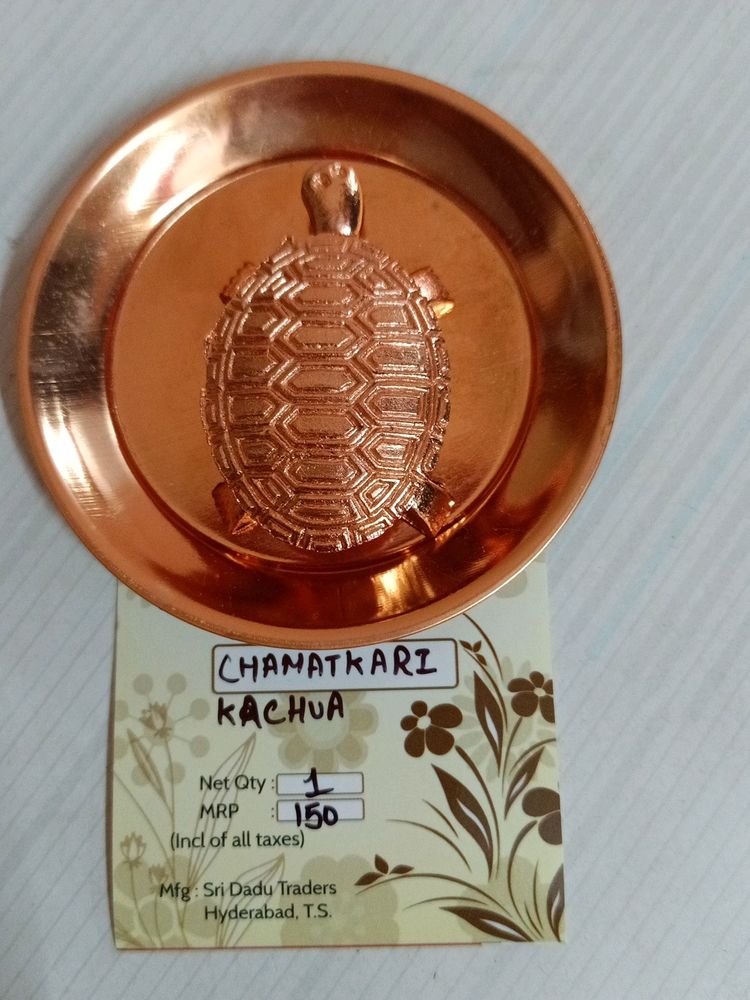 CHAMATKARI
KACHUA
Net Qty : 1
MRP : 150
(Incl of all taxes)
Mfg : Sri Dadu Traders
Hyderabad, T.S.